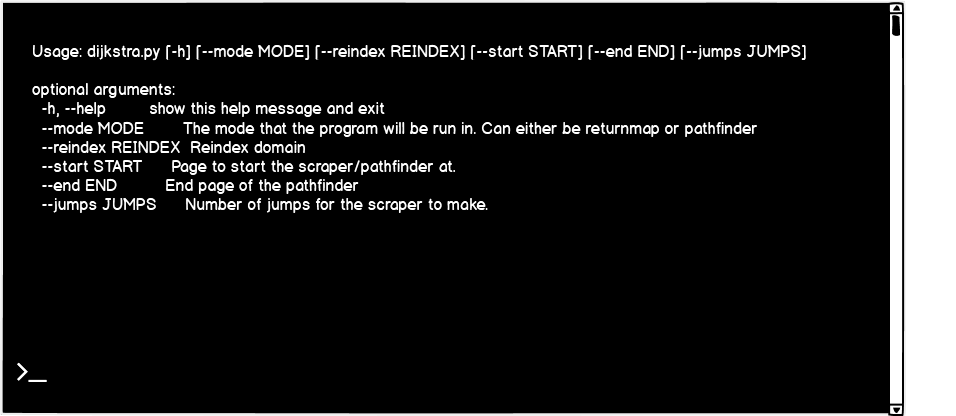 Usage: dijkstra.py [-h] [--mode MODE] [--reindex REINDEX] [--start START] [--end END] [--jumps JUMPS]
optional arguments:
-h, --help show this help message and exit
--mode MODE The mode that the program will be run in. Can either be returnmap or pathfinder
--reindex REINDEX Reindex domain
--start START Page to start the scraper/pathfinder at.
--end END End page of the pathfinder
--jumps JUMPS Number of jumps for the scraper to make.
>_